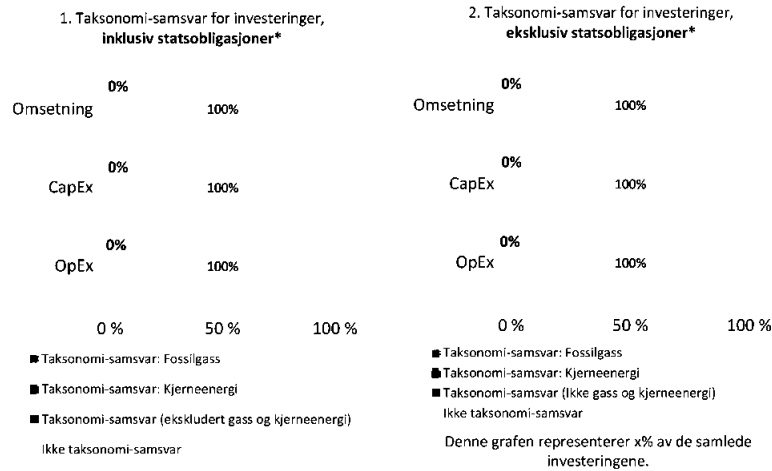 1. Taksonomi-samsvar for investeringer,
inklusiv statsobligasjoner*
0%
Omsetning 100%
0%
CapEx 100%
0%
OpEx 100%
0 % 50 % 100 %
Taksonomi-samsvar: Fossilgass
Taksonomi-samsvar: Kjerneenergi
Taksonomi-samsvar (ekskludert gass og kjerneenergi)
Ikke taksonomi-samsvar
2. Taksonomi-samsvar for investeringer,
eksklusiv statsobligasjoner*
0%
Omsetning 100%
0%
CapEx 100%
0%
OpEx 100%
0 % 50 % 100 %
Taksonomi-samsvar: Fossilgass
Taksonomi-samsvar: Kjerneenergi
Taksonomi-samsvar (Ikke gass og kjerneenergi)
Ikke taksonomi-samsvar
Denne grafen representerer x% av de samlede
investeringene.